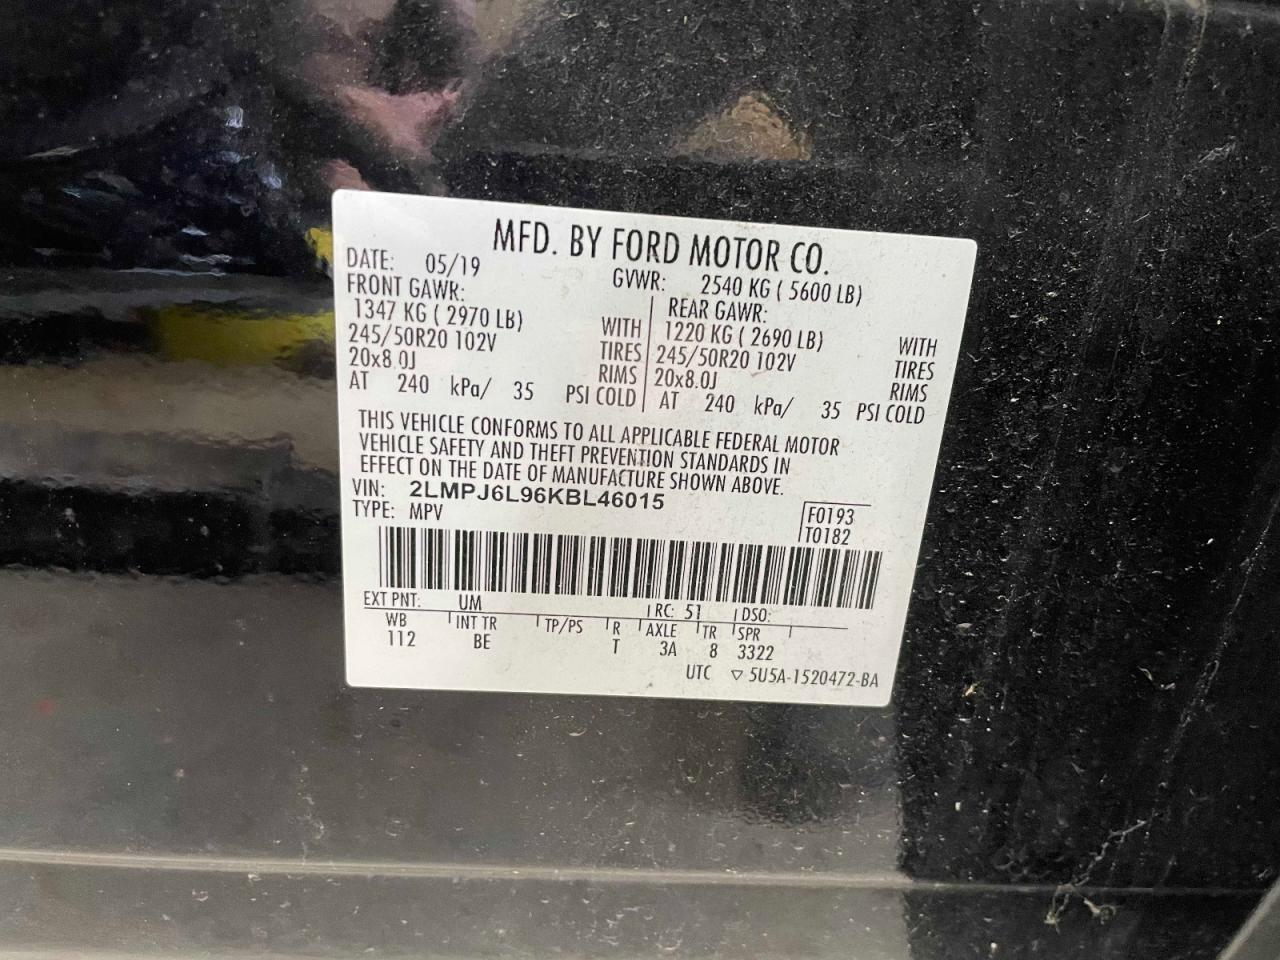 MFD. BY FORD MOTOR CO.
DATE: 05/19 GVWR: 2540 KG ( 5600 LB)
FRONT GAWR: REAR GAWR:
1347 KG ( 2970 LB) WITH 1220 KG ( 2690 LB) WITH
245/50R20 102V TIRES 245/50R20 102V TIRES
20x8.0J RIMS 20x8.0J RIMS
AT 240 kPa/ 35 PSI COLD AT 240 kPa/ 35 PSI COLD
THIS VEHICLE CONFORMS TO ALL APPLICABLE FEDERAL MOTOR
VEHICLE SAFETY AND THEFT PREVENTION STANDARDS IN
EFFECT ON THE DATE OF MANUFACTURE SHOWN ABOVE.
VIN: 2LMPJ6L96KBL46015
TYPE: MPV
F0193
T0182
EXT PNT: UM RC: 51 DSO:
WB INT TR TP/PS R AXLE TR SPR
112 BE T 3A 8 3322
UTC ▽ 5U5A-1520472-BA